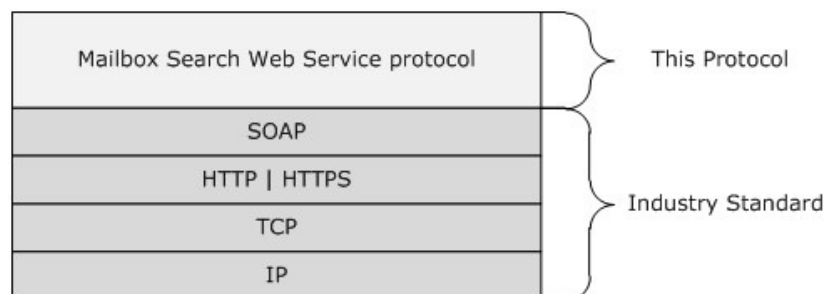 Mailbox Search Web Service protocol
This Protocol
SOAP
HTTP | HTTPS
TCP
IP
Industry Standard